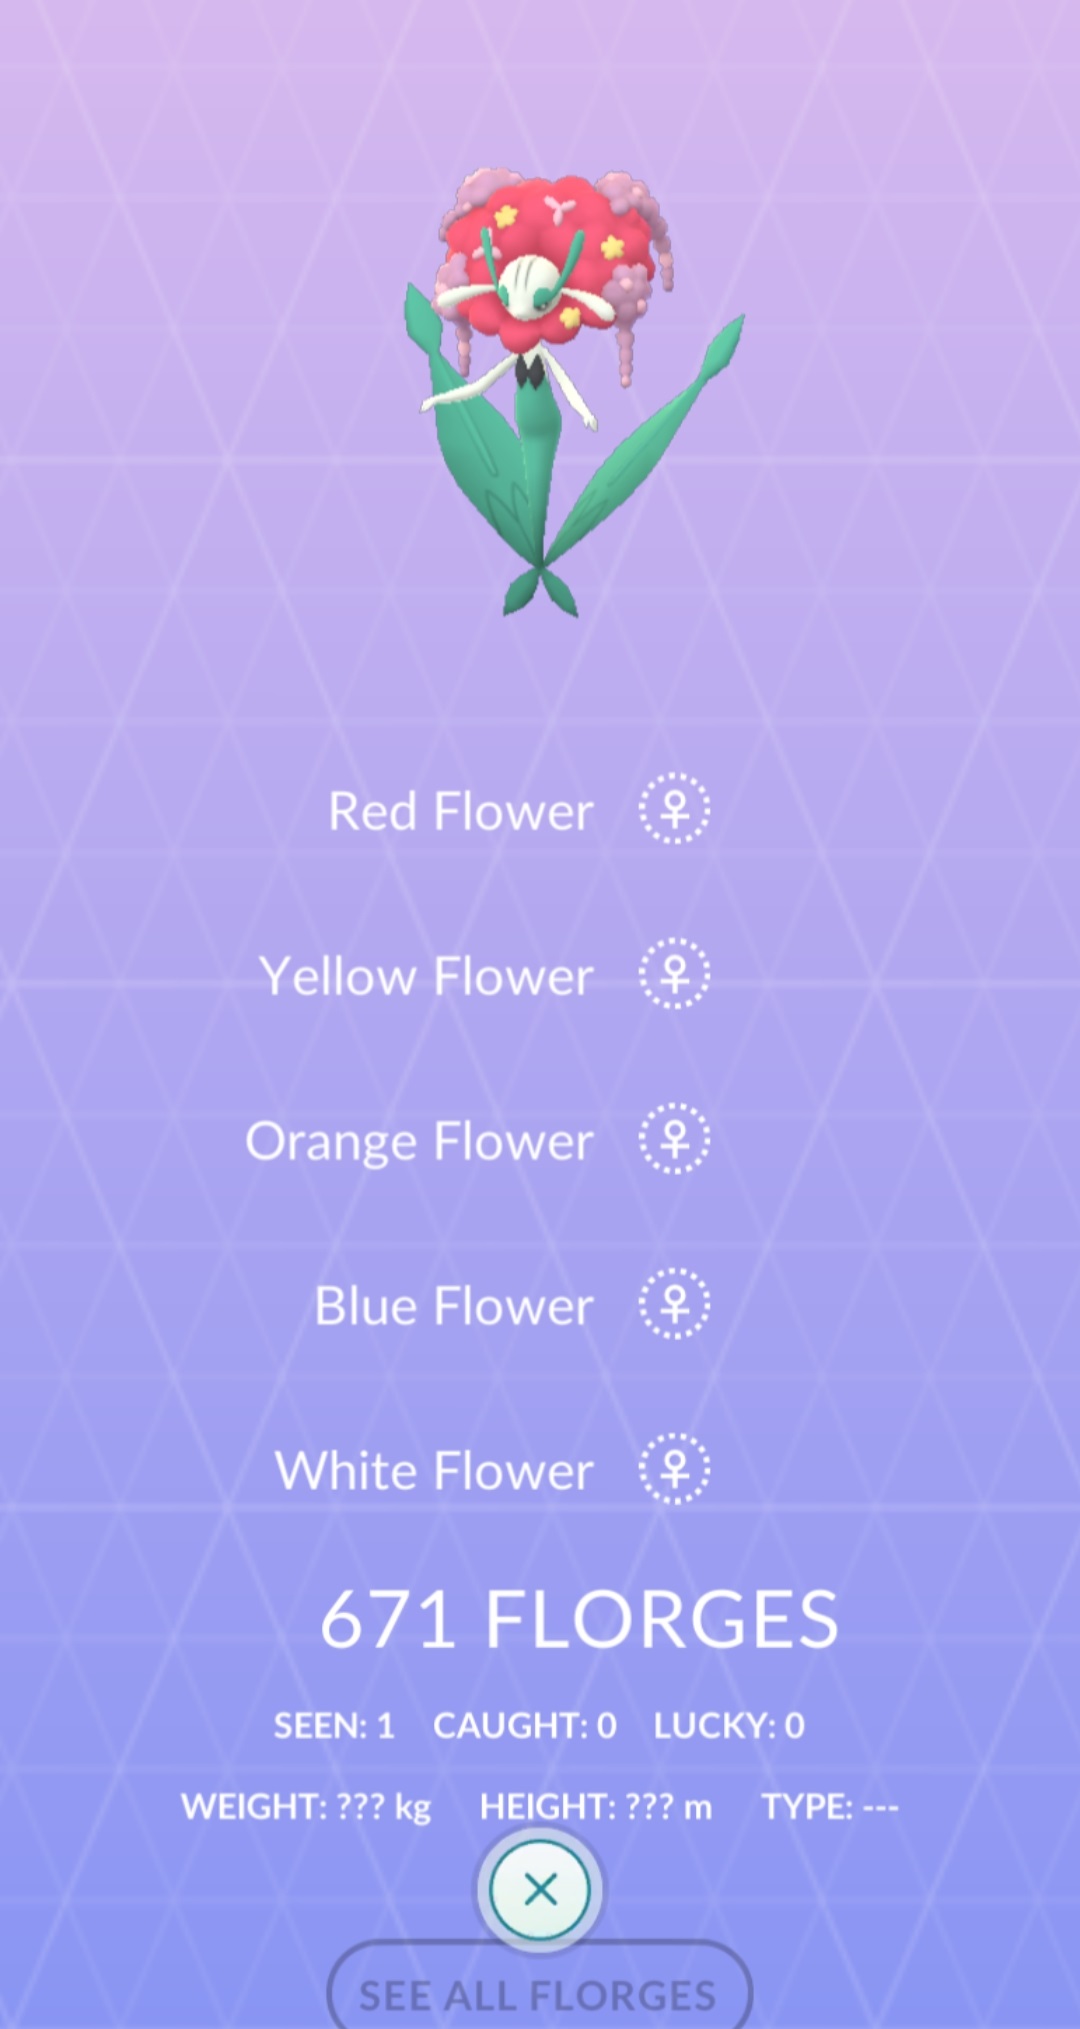 Red Flower
Yellow Flower
Orange Flower
Blue Flower
White Flower
671 FLORGES
SEEN: 1 CAUGHT: 0 LUCKY: 0
WEIGHT: ??? kg HEIGHT: ??? m TYPE: ---
SEE ALL FLORGES